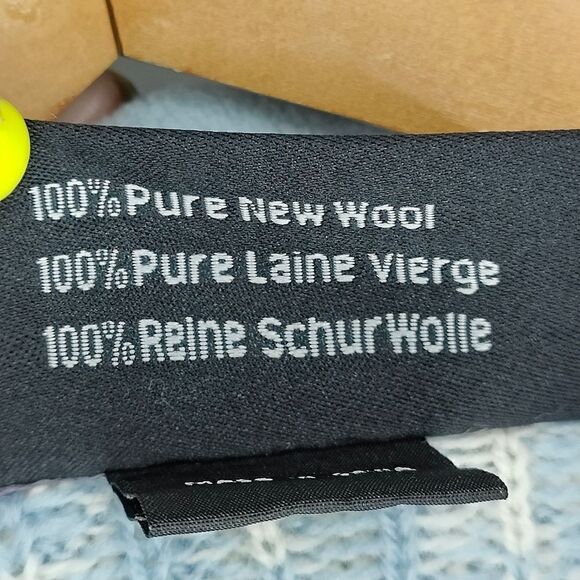 100% Pure New Wool
100% Pure Laine Vierge
100% Reine SchurWolle